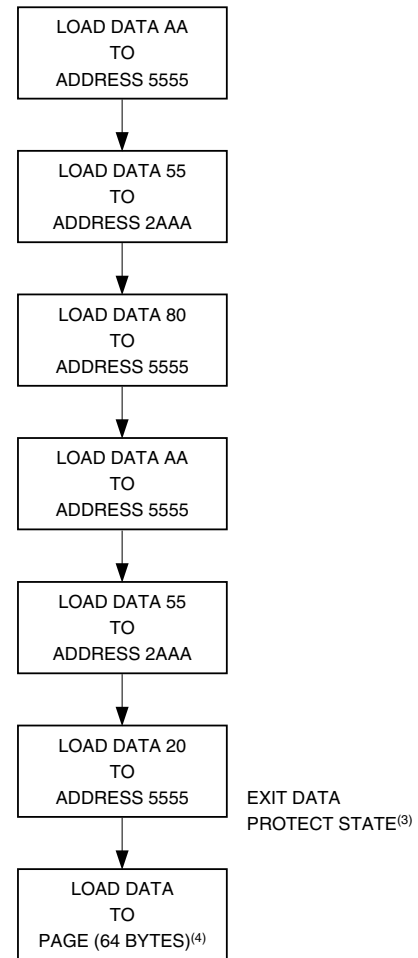 LOAD DATA AA
TO
ADDRESS 5555
LOAD DATA 55
TO
ADDRESS 2AAA
LOAD DATA 80
TO
ADDRESS 5555
LOAD DATA AA
TO
ADDRESS 5555
LOAD DATA 55
TO
ADDRESS 2AAA
LOAD DATA 20
TO
ADDRESS 5555
EXIT DATA
PROTECT STATE(3)
LOAD DATA
TO
PAGE (64 BYTES)(4)